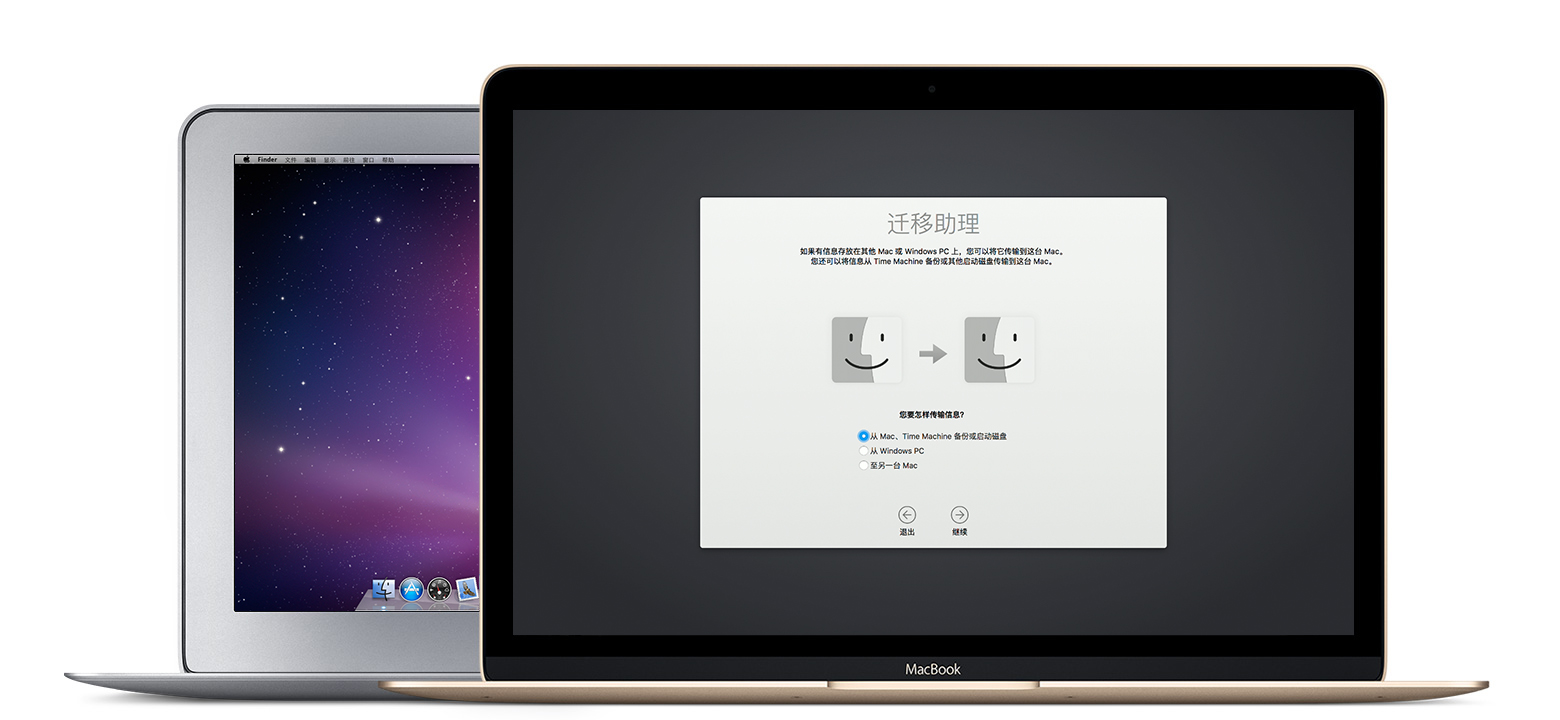 Finder 文件 编辑 显示 前往 窗口 帮助
迁移助理
如果有信息存放在其他 Mac 或 Windows PC 上，您可以将它传输到这台 Mac。
您还可以将信息从 Time Machine 备份或其他启动磁盘传输到这台 Mac。
您要怎样传输信息？
从 Mac、Time Machine 备份或启动磁盘
从 Windows PC
至另一台 Mac
退出
继续
MacBook